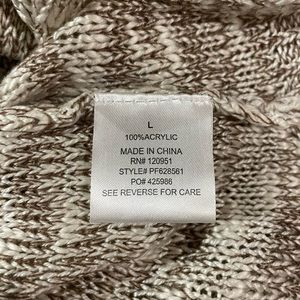 L
100%ACRYLIC
MADE IN CHINA
RN# 120951
STYLE# PF628561
PO# 425986
SEE REVERSE FOR CARE